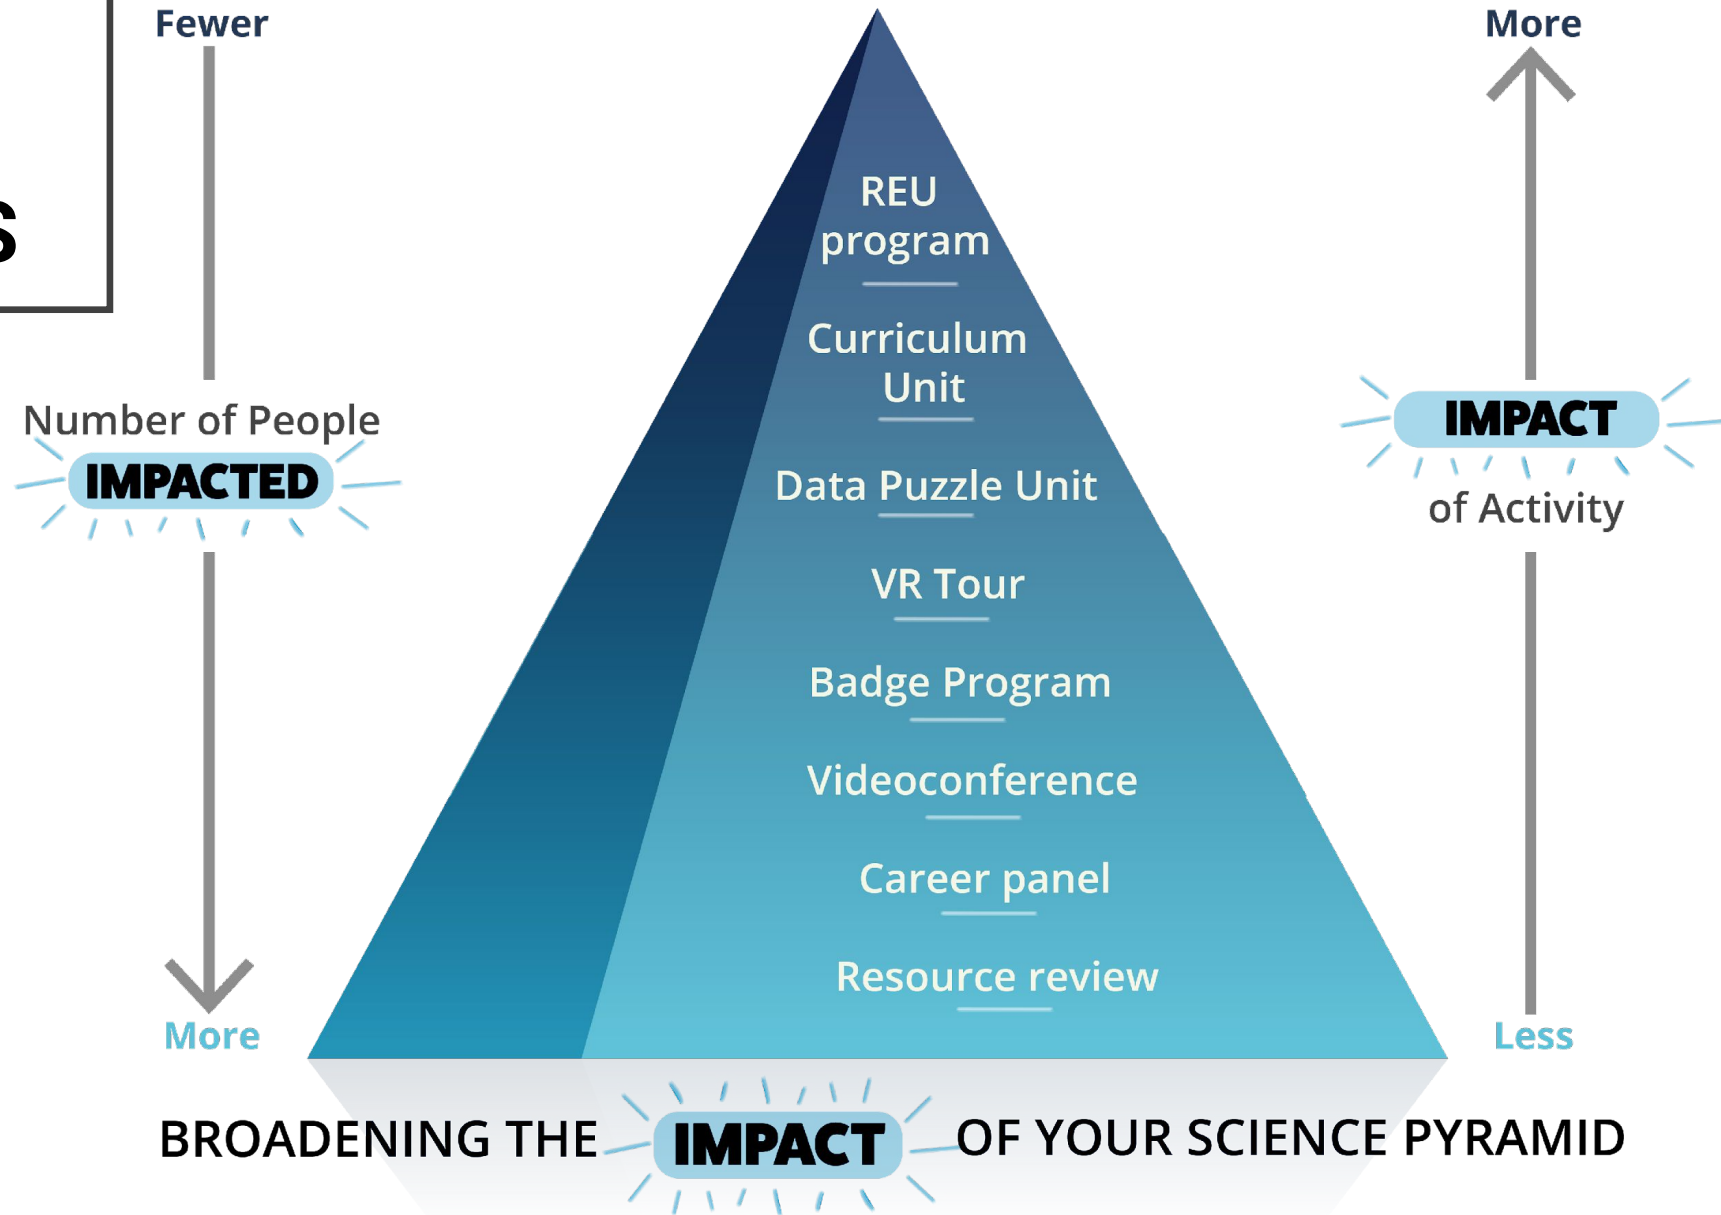 S
Fewer
Number of People
IMPACTED
More
REU
program
Curriculum
Unit
Data Puzzle Unit
VR Tour
Badge Program
Videoconference
Career panel
Resource review
More
IMPACT
of Activity
Less
BROADENING THE IMPACT OF YOUR SCIENCE PYRAMID